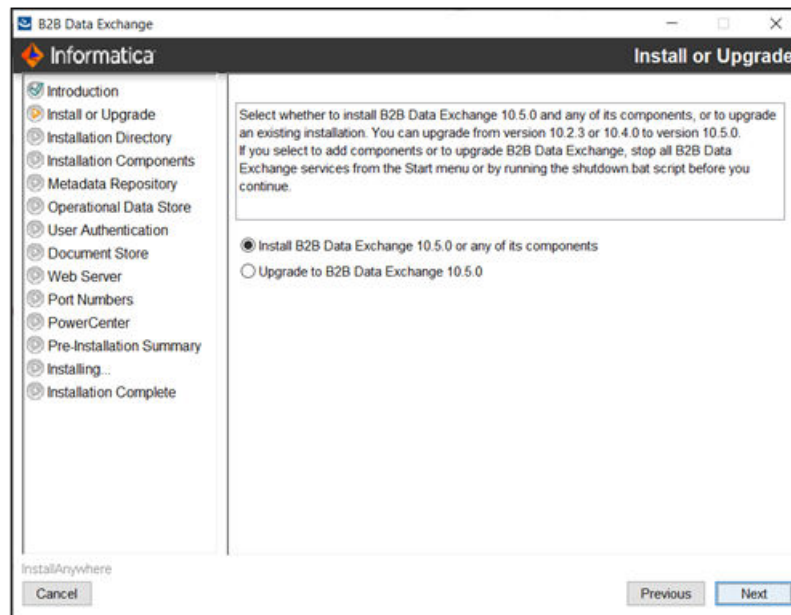 B2B Data Exchange
Informatica
Install or Upgrade
Introduction
Install or Upgrade
Installation Directory
Installation Components
Metadata Repository
Operational Data Store
User Authentication
Document Store
Web Server
Port Numbers
PowerCenter
Pre-Installation Summary
Installing...
Installation Complete
Select whether to install B2B Data Exchange 10.5.0 and any of its components, or to upgrade
an existing installation. You can upgrade from version 10.2.3 or 10.4.0 to version 10.5.0.
If you select to add components or to upgrade B2B Data Exchange, stop all B2B Data
Exchange services from the Start menu or by running the shutdown.bat script before you
continue.
Install B2B Data Exchange 10.5.0 or any of its components
Upgrade to B2B Data Exchange 10.5.0
InstallAnywhere
Cancel
Previous
Next